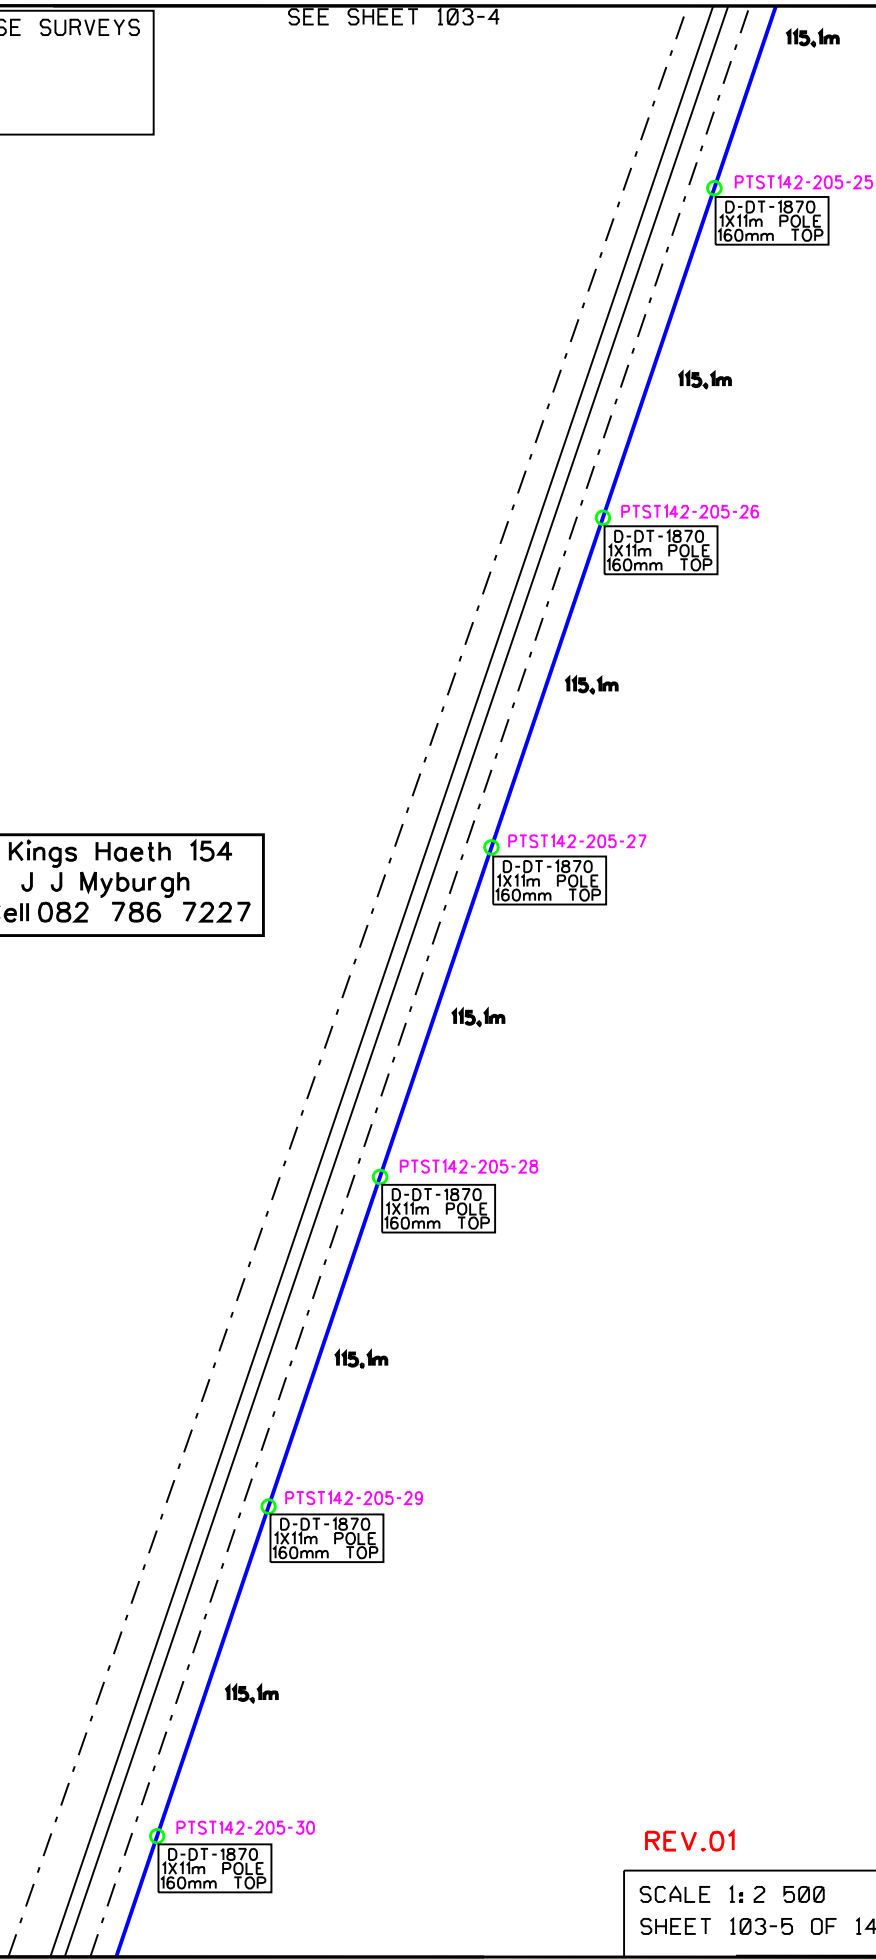 SE SURVEYS
SEE SHEET 103-4
115,1m
PTST142-205-25
D-DT-1870
1X11m POLE
160mm TOP
115,1m
PTST142-205-26
D-DT-1870
1X11m POLE
160mm TOP
115,1m
PTST142-205-27
D-DT-1870
1X11m POLE
160mm TOP
Kings Haeth 154
J J Myburgh
ell 082 786 7227
115,1m
PTST142-205-28
D-DT-1870
1X11m POLE
160mm TOP
115,1m
PTST142-205-29
D-DT-1870
1X11m POLE
160mm TOP
115,1m
PTST142-205-30
D-DT-1870
1X11m POLE
160mm TOP
REV.01
SCALE 1:2 500
SHEET 103-5 OF 14